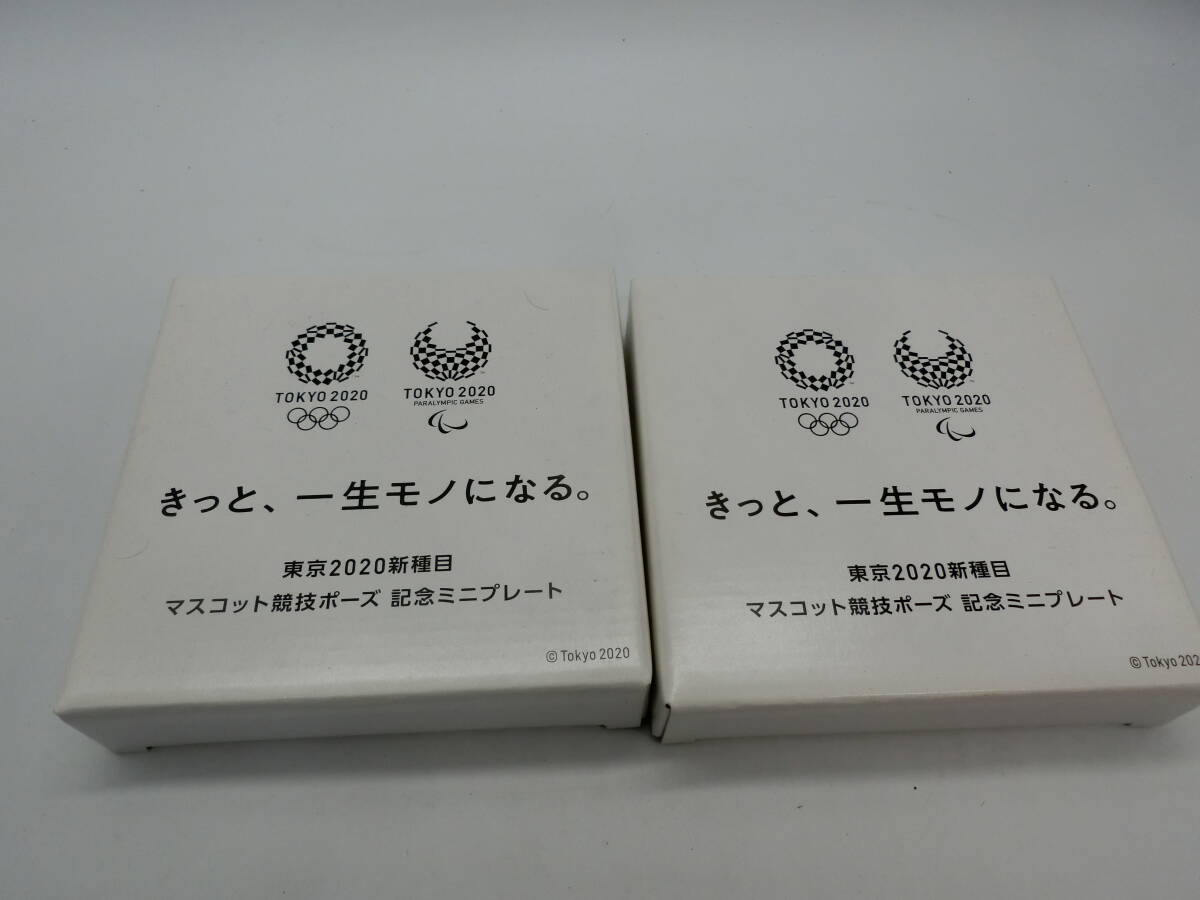 TOKYO 2020
TOKYO 2020
PARALYMPIC GAMES
きっと、一生モノになる。
東京2020新種目
マスコット競技ポーズ 記念ミニプレート
© Tokyo 2020
TOKYO 2020
TOKYO 2020
PARALYMPIC GAMES
きっと、一生モノになる。
東京2020新種目
マスコット競技ポーズ 記念ミニプレート
© Tokyo 202